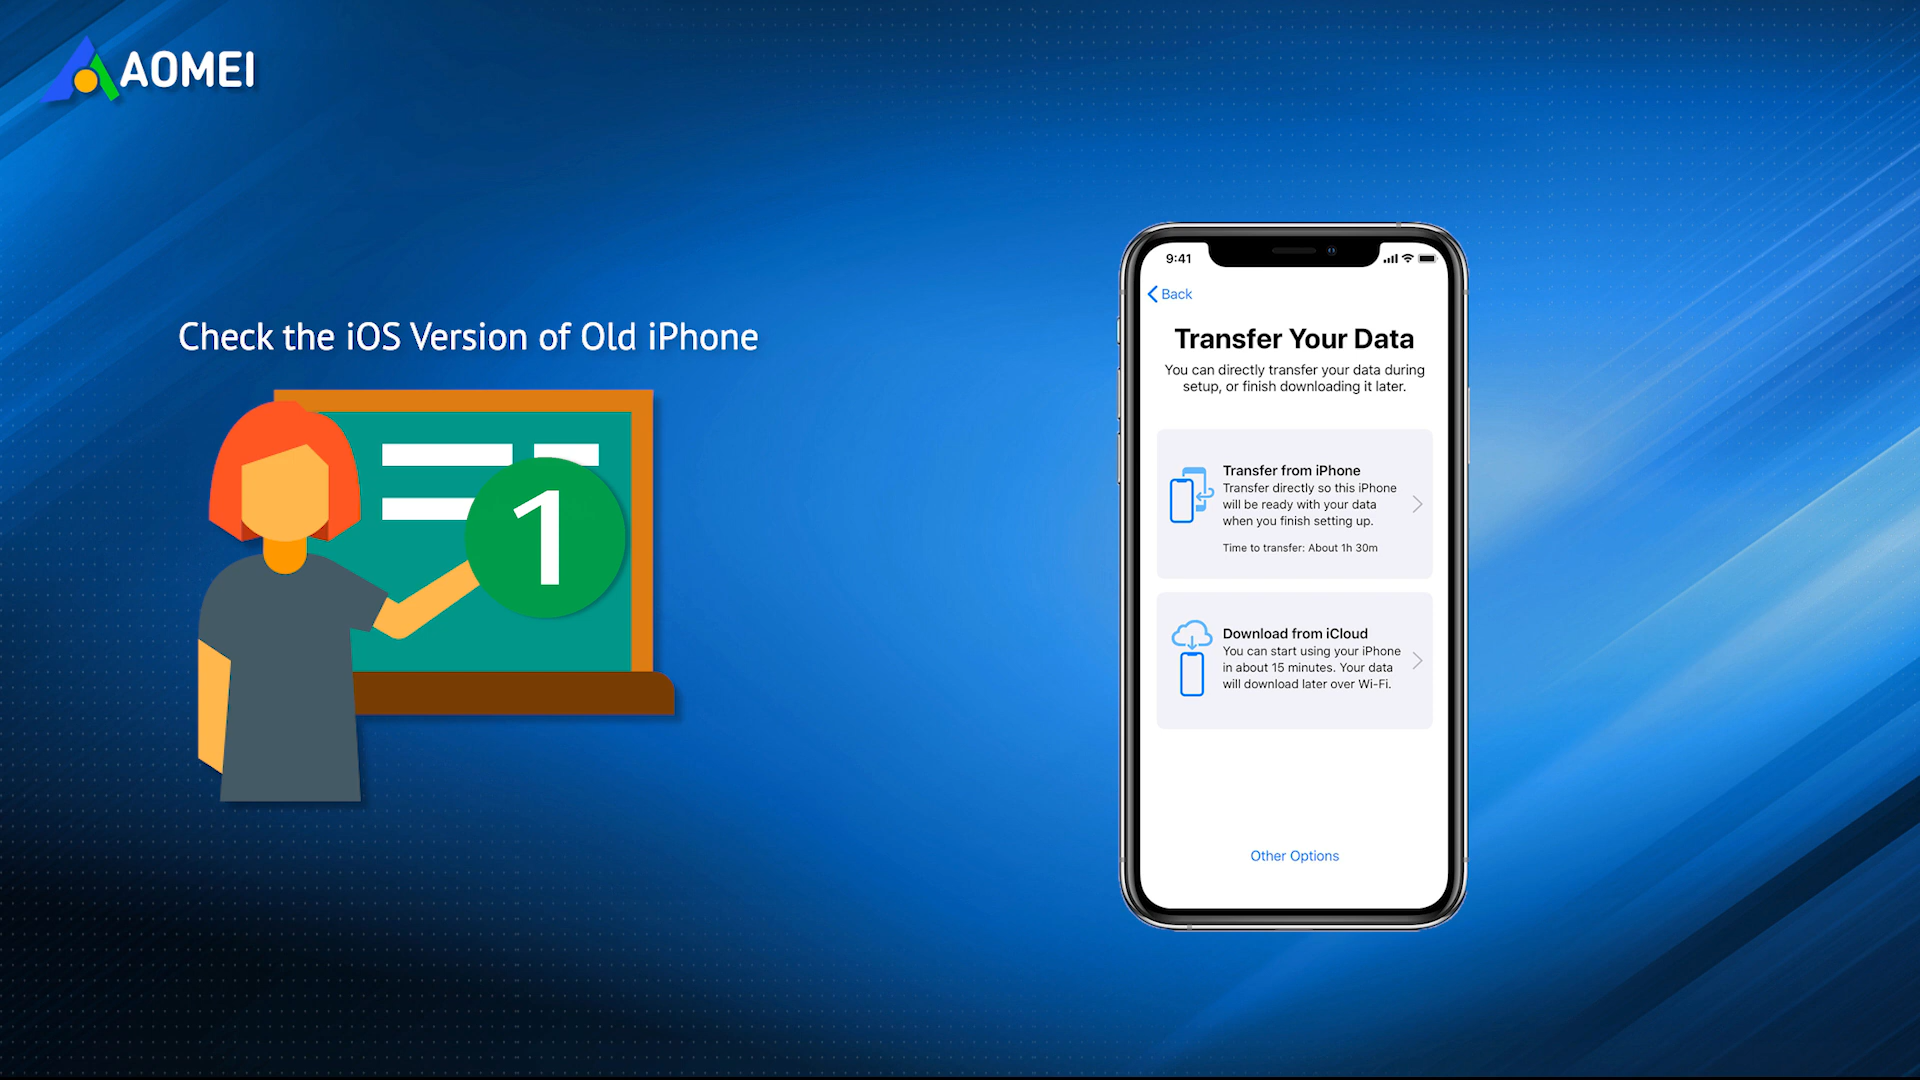 AOMEI
Check the iOS Version of Old iPhone
1
9:41
Back
Transfer Your Data
You can directly transfer your data during
setup, or finish downloading it later.
Transfer from iPhone
Transfer directly so this iPhone
will be ready with your data
when you finish setting up.
Time to transfer: About 1h 30m
Download from iCloud
You can start using your iPhone
in about 15 minutes. Your data
will download later over Wi-Fi.
Other Options